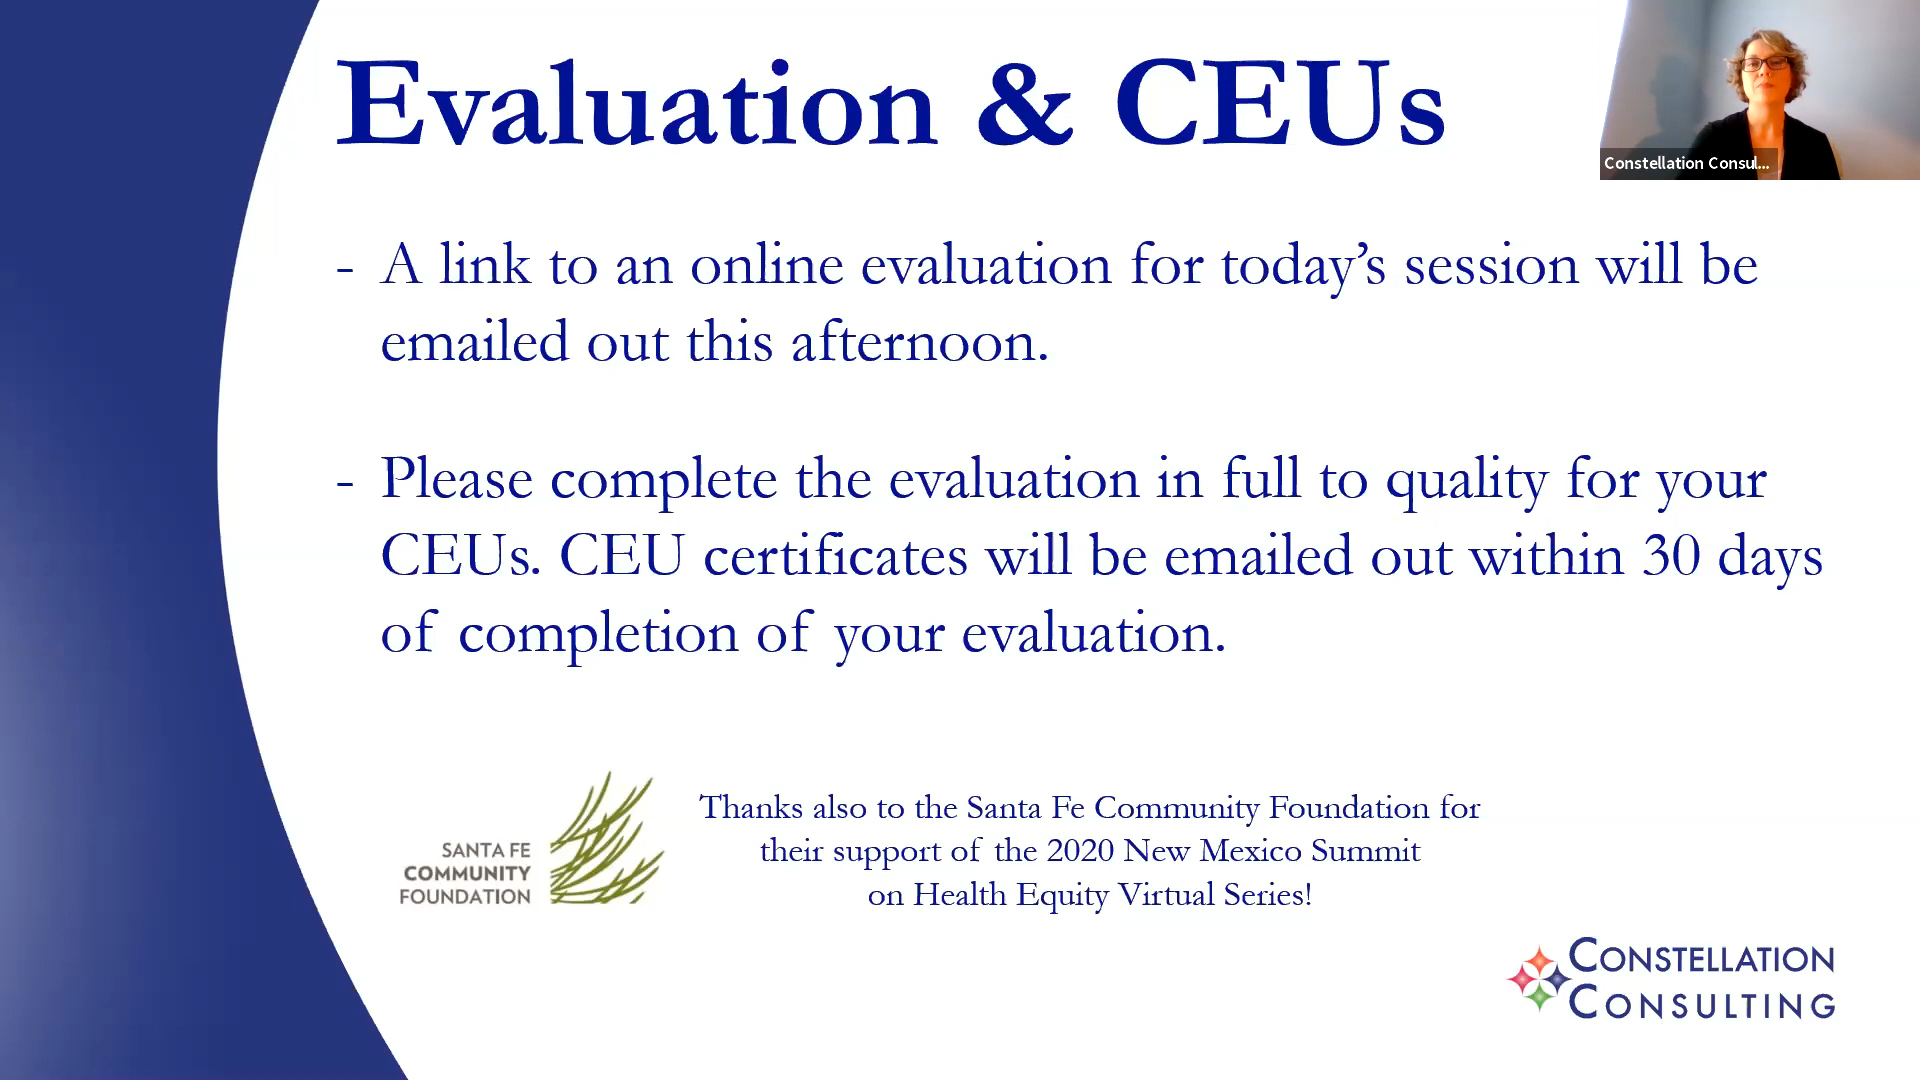 Evaluation & CEUs
Constellation Consul...
- A link to an online evaluation for today’s session will be
emailed out this afternoon.
- Please complete the evaluation in full to quality for your
CEUs. CEU certificates will be emailed out within 30 days
of completion of your evaluation.
SANTA FE
COMMUNITY
FOUNDATION
Thanks also to the Santa Fe Community Foundation for
their support of the 2020 New Mexico Summit
on Health Equity Virtual Series!
CONSTELLATION
CONSULTING